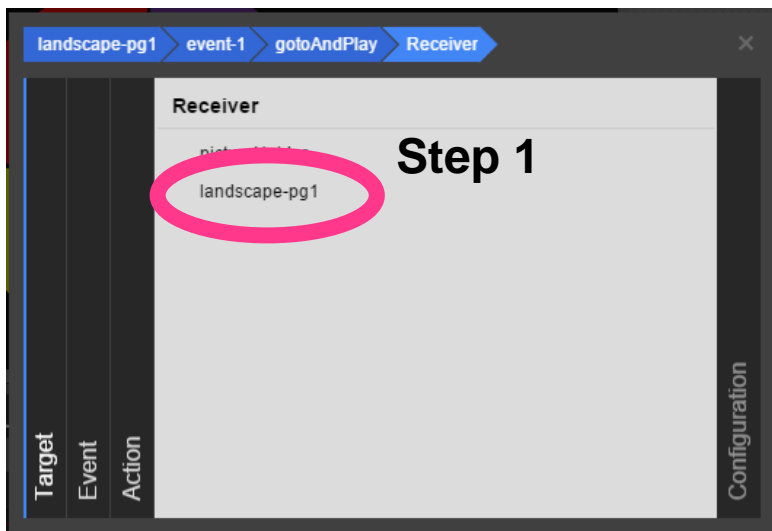 landscape-pg1 event-1 gotoAndPlay Receiver
Receiver
Step 1
landscape-pg1
Target
Event
Action
Configuration